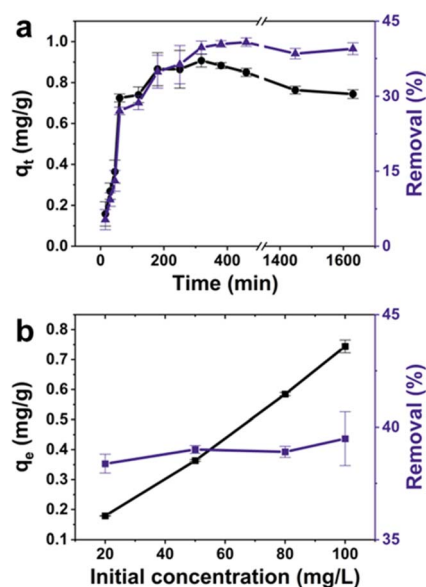 a
1.0
0.8
0.6
0.4
0.2
0.0
qt (mg/g)
45
30
15
0
Removal (%)
0 200 400 1400 1600
Time (min)
b
0.8
0.7
0.6
0.5
0.4
0.3
0.2
0.1
qe (mg/g)
45
40
35
Removal (%)
20 40 60 80 100
Initial concentration (mg/L)